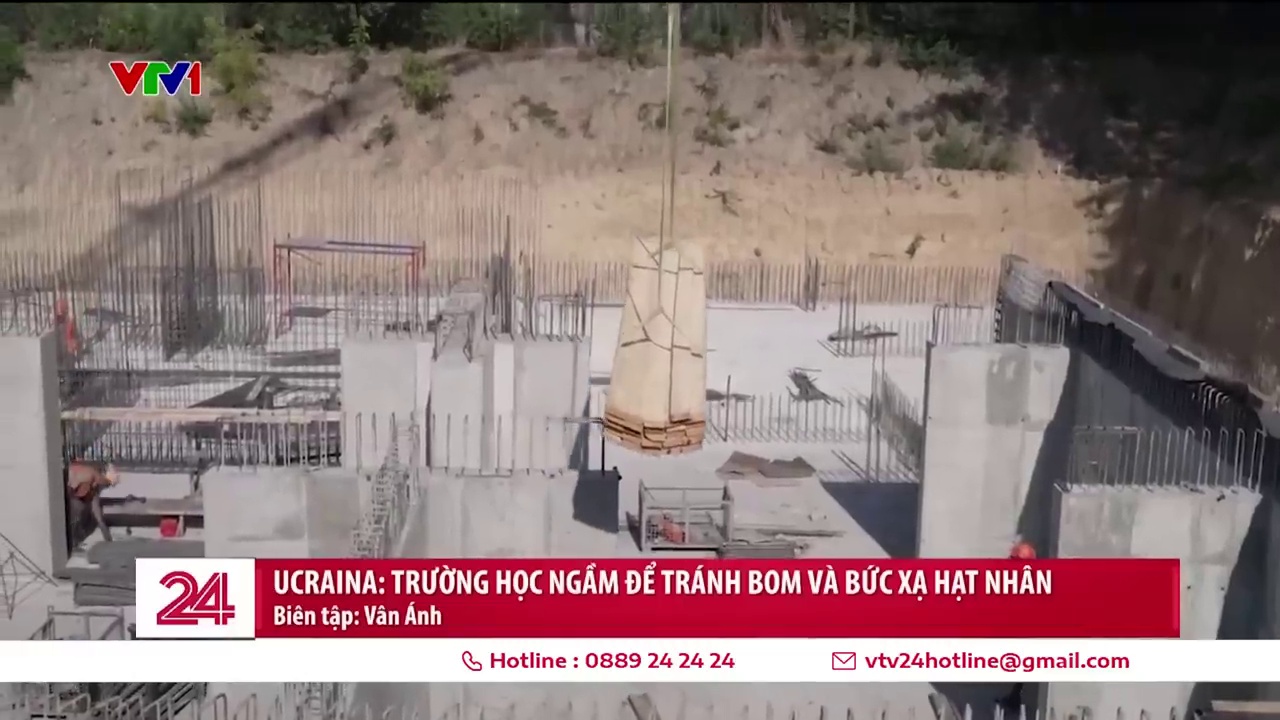 VTV1
24
UCRAINA: TRƯỜNG HỌC NGẦM ĐỂ TRÁNH BOM VÀ BỨC XẠ HẠT NHÂN
Biên tập: Vân Ánh
Hotline : 0889 24 24 24
vtv24hotline@gmail.com